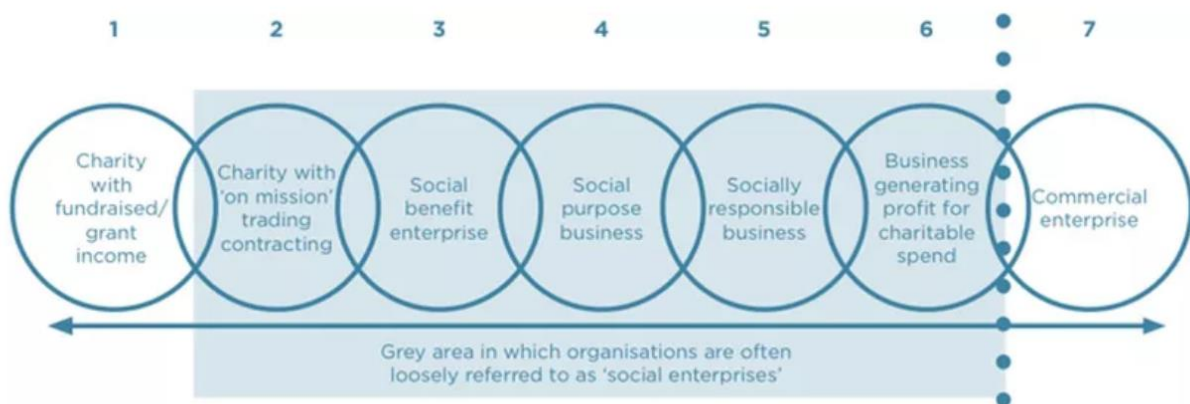 1 2 3 4 5 6 7
Charity
with
fundraised/
grant
income
Charity with
'on mission'
trading
contracting
Social
benefit
enterprise
Social
purpose
business
Socially
responsible
business
Business
generating
profit for
charitable
spend
Commercial
enterprise
Grey area in which organisations are often
loosely referred to as 'social enterprises'